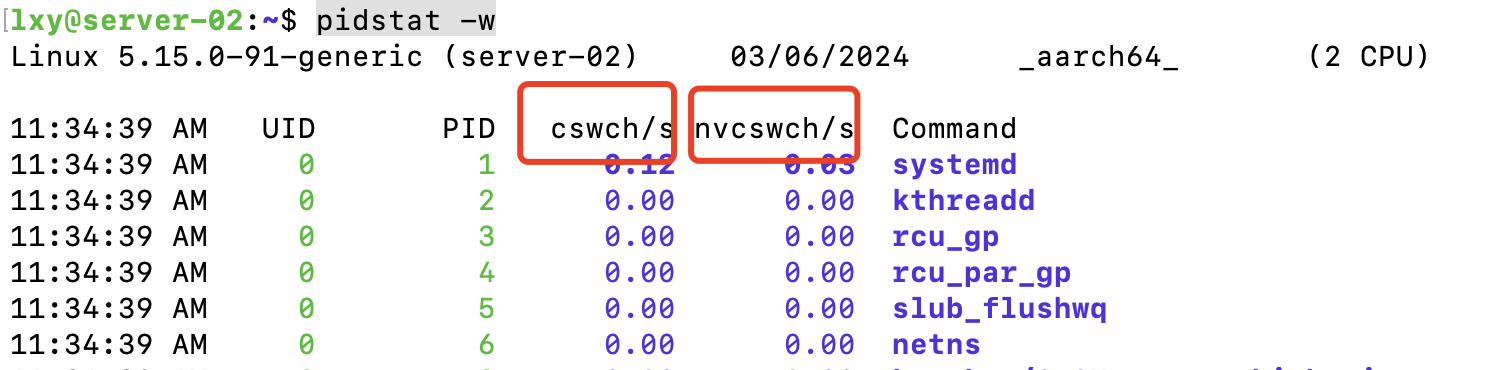 [lxy@server-02:~$ pidstat -w
Linux 5.15.0-91-generic (server-02) 03/06/2024 _aarch64_ (2 CPU)
11:34:39 AM UID PID cswch/s nvcswch/s Command
11:34:39 AM 0 1 0.12 0.03 systemd
11:34:39 AM 0 2 0.00 0.00 kthreadd
11:34:39 AM 0 3 0.00 0.00 rcu_gp
11:34:39 AM 0 4 0.00 0.00 rcu_par_gp
11:34:39 AM 0 5 0.00 0.00 slub_flushwq
11:34:39 AM 0 6 0.00 0.00 netns